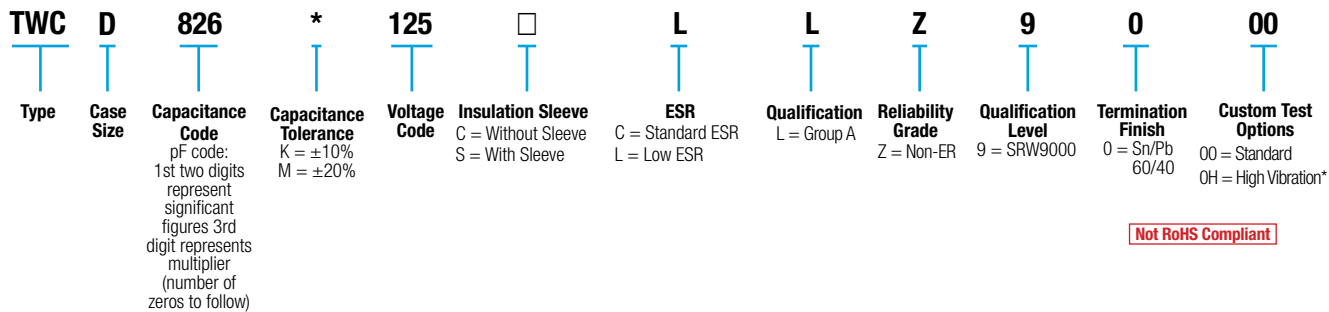 TWC D 826 * 125 □ L L Z 9 0 00
Type
Case
Size
Capacitance
Code
pF code:
1st two digits
represent
significant
figures 3rd
digit represents
multiplier
(number of
zeros to follow)
Capacitance
Tolerance
K = ±10%
M = ±20%
Voltage
Code
Insulation Sleeve
C = Without Sleeve
S = With Sleeve
ESR
C = Standard ESR
L = Low ESR
Qualification
L = Group A
Reliability
Grade
Z = Non-ER
Qualification
Level
9 = SRW9000
Termination
Finish
0 = Sn/Pb
60/40
Custom Test
Options
00 = Standard
0H = High Vibration*
Not RoHS Compliant